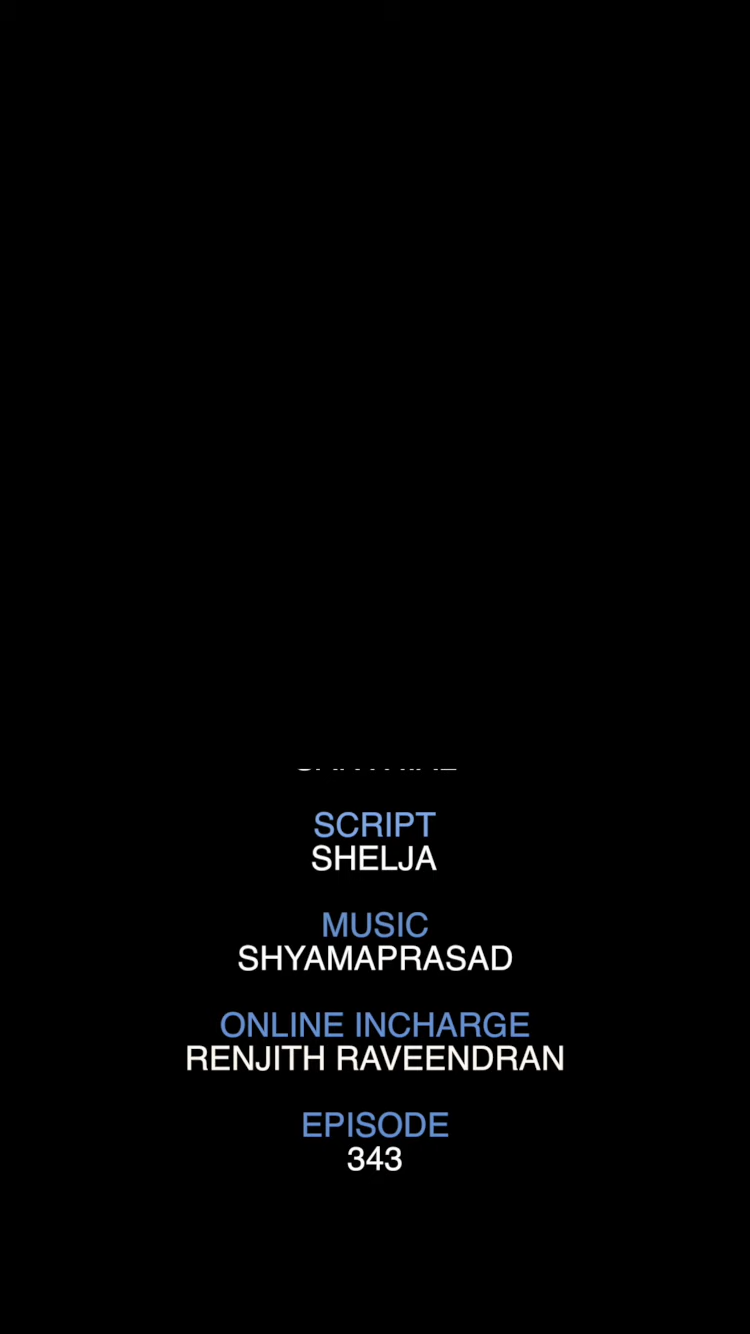 SCRIPT
SHELJA
MUSIC
SHYAMAPRASAD
ONLINE INCHARGE
RENJITH RAVEENDRAN
EPISODE
343